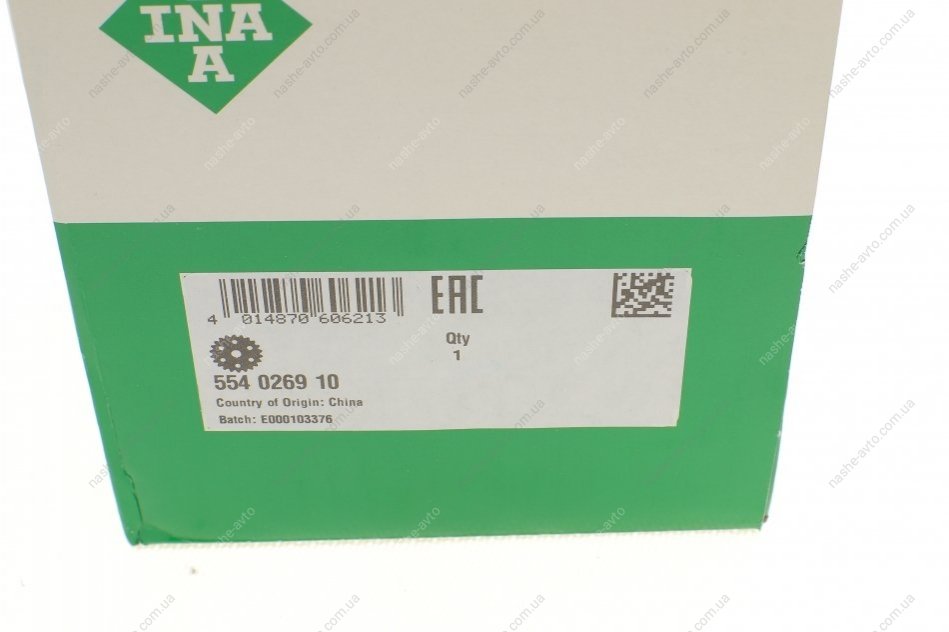 INA
A
4 014870 606213
EAC
Qty
1
554 0269 10
Country of Origin: China
Batch: E000103376
nashe-avto.com.ua